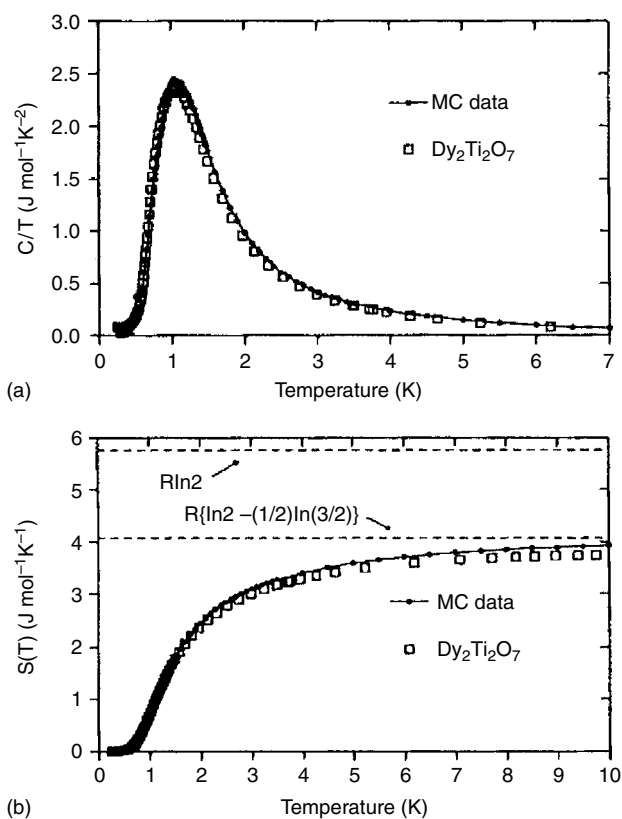 3.0
2.5
2.0
1.5
1.0
0.5
0.0
C/T (J mol⁻¹K⁻²)
MC data
Dy₂Ti₂O₇
0 1 2 3 4 5 6 7
(a)
Temperature (K)
6
5
4
3
2
1
0
S(T) (J mol⁻¹K⁻¹)
RIn2
R{In2 –(1/2)In(3/2)}
MC data
Dy₂Ti₂O₇
0 1 2 3 4 5 6 7 8 9 10
(b)
Temperature (K)